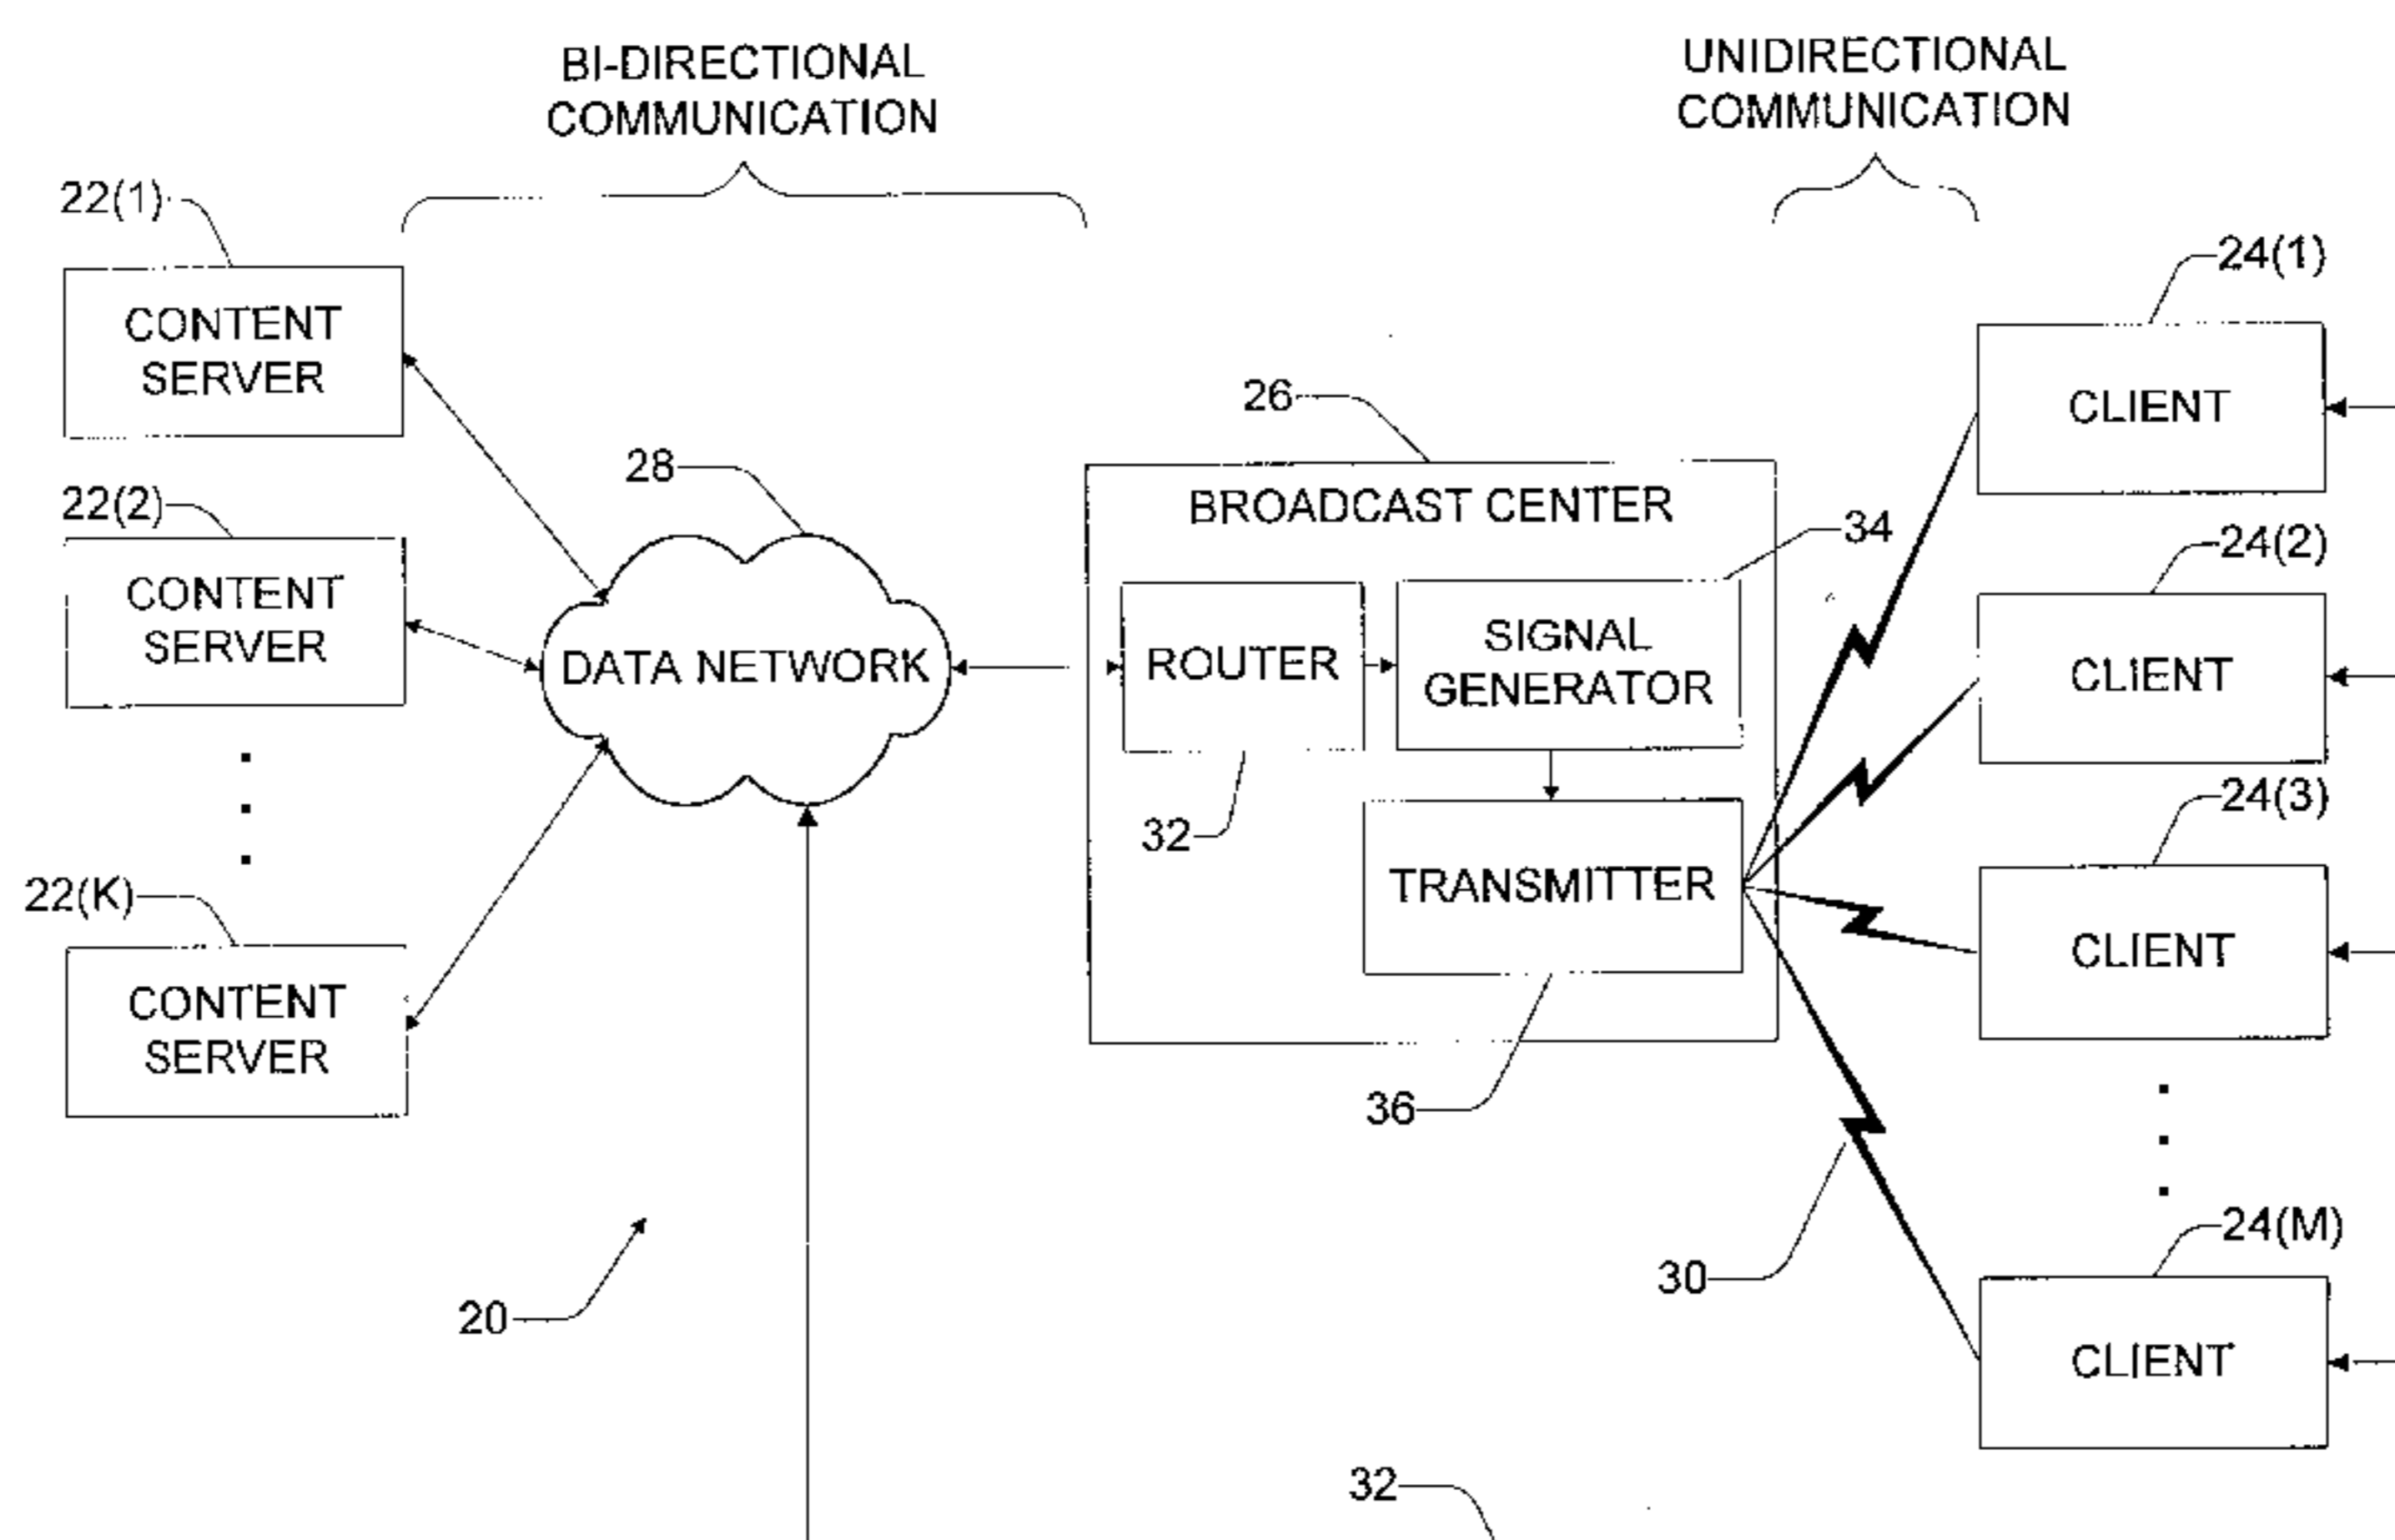 BI-DIRECTIONAL
COMMUNICATION
UNIDIRECTIONAL
COMMUNICATION
22(1)
CONTENT
SERVER
22(2)
CONTENT
SERVER
22(K)
CONTENT
SERVER
28
DATA NETWORK
20
26
BROADCAST CENTER
34
ROUTER
SIGNAL
GENERATOR
32
TRANSMITTER
36
30
24(1)
CLIENT
24(2)
CLIENT
24(3)
CLIENT
24(M)
CLIENT
32